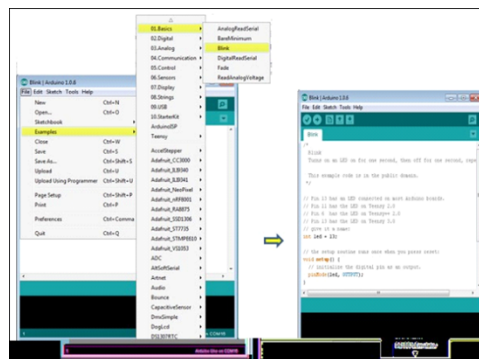 Blink | Arduino 1.0.6
File Edit Sketch Tools Help
New Ctrl+N
Open... Ctrl+O
Sketchbook
Examples
Close Ctrl+W
Save Ctrl+S
Save As... Ctrl+Shift+S
Upload Ctrl+U
Upload Using Programmer Ctrl+Shift+U
Page Setup Ctrl+Shift+P
Print Ctrl+P
Preferences Ctrl+Comma
Quit Ctrl+Q
01.Basics
02.Digital
03.Analog
04.Communication
05.Control
06.Sensors
07.Display
08.Strings
09.USB
10.StarterKit
ArduinoISP
Teensy
AccelStepper
Adafruit_CC3000
Adafruit_ILI9340
Adafruit_ILI9341
Adafruit_NeoPixel
Adafruit_nRF8001
Adafruit_RA8875
Adafruit_SSD1306
Adafruit_ST7735
Adafruit_STMPE610
Adafruit_VS1053
ADC
AltSoftSerial
Artnet
Audio
Bounce
CapacitiveSensor
DmxSimple
DogLcd
DS1307RTC
AnalogReadSerial
BareMinimum
Blink
DigitalReadSerial
Fade
ReadAnalogVoltage
Blink | Arduino 1.0.6
File Edit Sketch Tools Help
Blink
/*
Blink
Turns on an LED on for one second, then off for one second, repe
This example code is in the public domain.
*/
// Pin 13 has an LED connected on most Arduino boards.
// Pin 11 has the LED on Teensy 2.0
// Pin 6 has the LED on Teensy++ 2.0
// Pin 13 has the LED on Teensy 3.0
// give it a name:
int led = 13;
// the setup routine runs once when you press reset:
void setup() {
// initialize the digital pin as an output.
pinMode(led, OUTPUT);
}